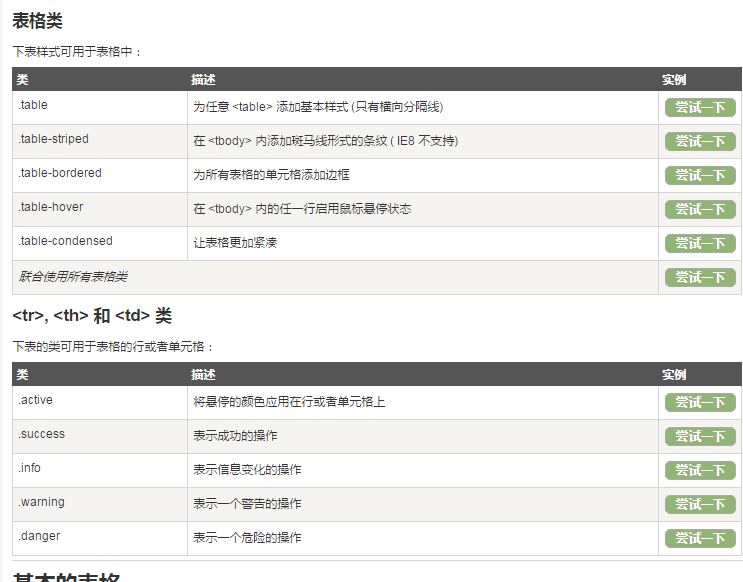 表格类
下表样式可用于表格中：
类 描述 实例
.table 为任意 <table> 添加基本样式 (只有横向分隔线) 尝试一下
.table-striped 在 <tbody> 内添加斑马线形式的条纹 ( IE8 不支持) 尝试一下
.table-bordered 为所有表格的单元格添加边框 尝试一下
.table-hover 在 <tbody> 内的任一行启用鼠标悬停状态 尝试一下
.table-condensed 让表格更加紧凑 尝试一下
联合使用所有表格类 尝试一下
<tr>, <th> 和 <td> 类
下表的类可用于表格的行或者单元格：
类 描述 实例
.active 将悬停的颜色应用在行或者单元格上 尝试一下
.success 表示成功的操作 尝试一下
.info 表示信息变化的操作 尝试一下
.warning 表示一个警告的操作 尝试一下
.danger 表示一个危险的操作 尝试一下
基本的表格